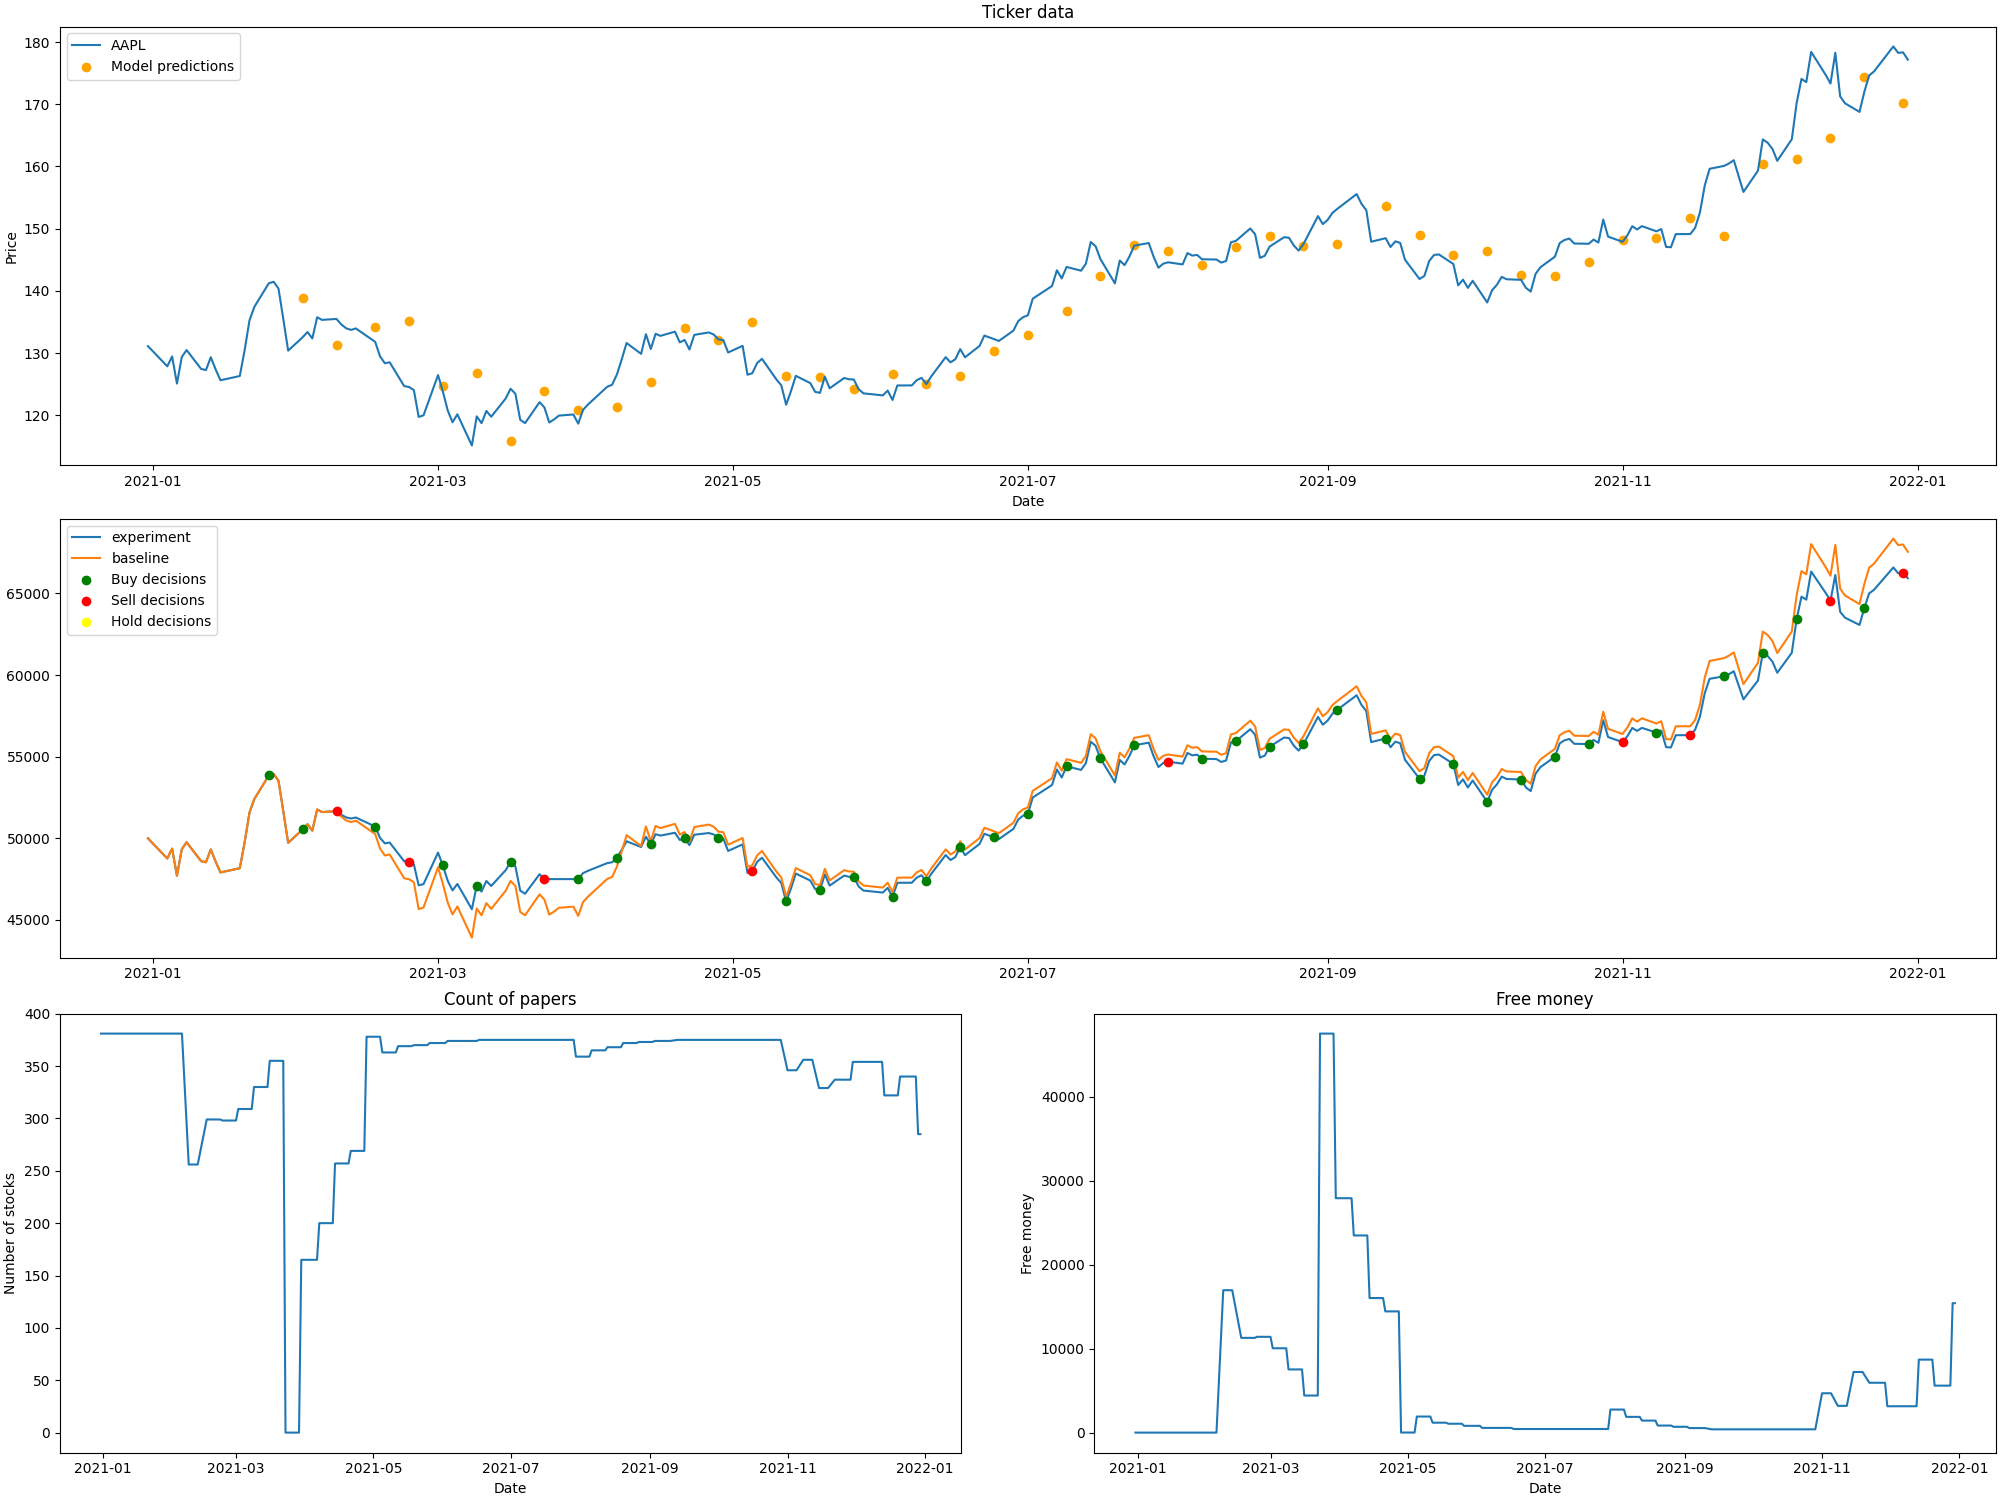 Ticker data
AAPL
Model predictions
180
170
160
150
140
130
120
Price
2021-01 2021-03 2021-05 2021-07 2021-09 2021-11 2022-01
Date
experiment
baseline
Buy decisions
Sell decisions
Hold decisions
65000
60000
55000
50000
45000
2021-01 2021-03 2021-05 2021-07 2021-09 2021-11 2022-01
Count of papers
400
350
300
250
200
150
100
50
0
Number of stocks
2021-01 2021-03 2021-05 2021-07 2021-09 2021-11 2022-01
Date
Free money
40000
30000
20000
10000
0
Free money
2021-01 2021-03 2021-05 2021-07 2021-09 2021-11 2022-01
Date